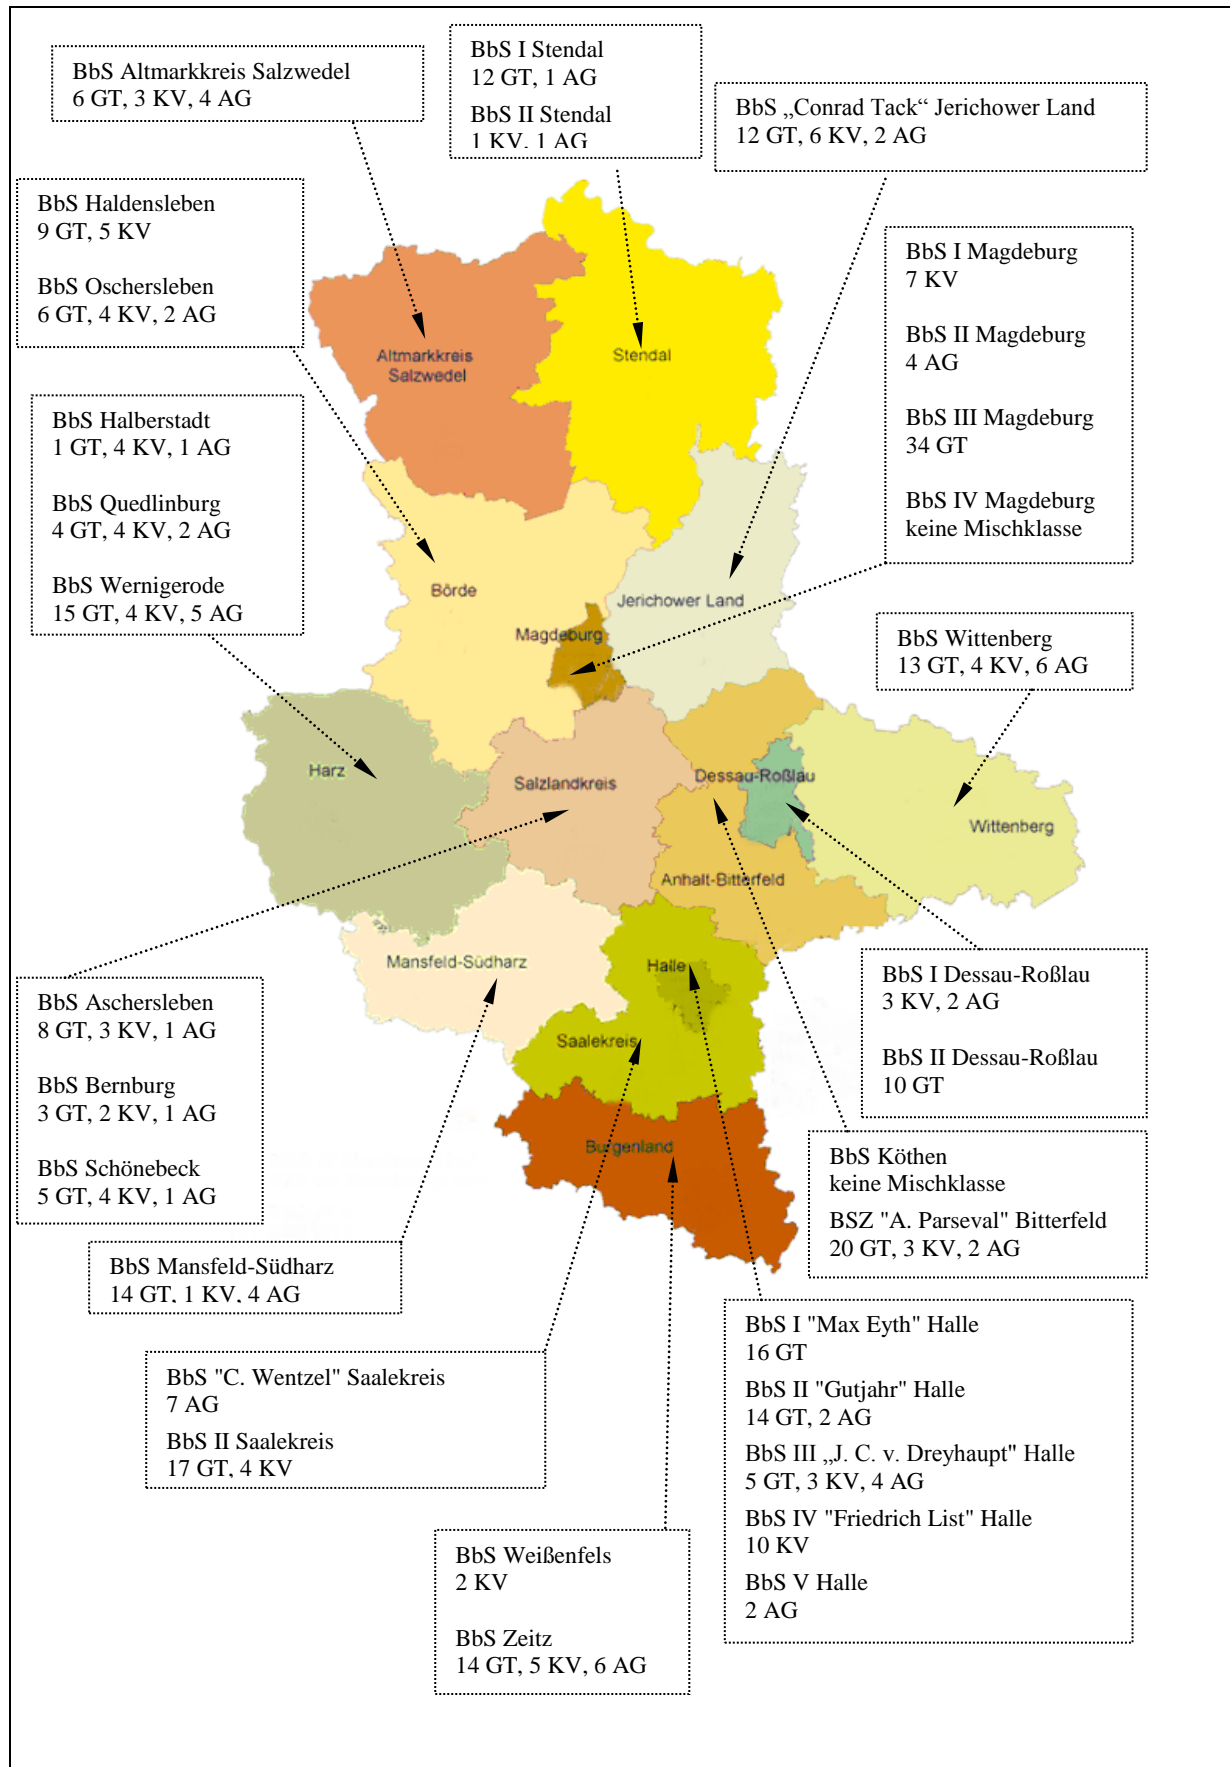 BbS Altmarkkreis Salzwedel
6 GT, 3 KV, 4 AG
BbS I Stendal
12 GT, 1 AG
BbS II Stendal
1 KV, 1 AG
BbS „Conrad Tack“ Jerichower Land
12 GT, 6 KV, 2 AG
BbS Haldensleben
9 GT, 5 KV
BbS Oschersleben
6 GT, 4 KV, 2 AG
BbS I Magdeburg
7 KV
BbS II Magdeburg
4 AG
BbS III Magdeburg
34 GT
BbS IV Magdeburg
keine Mischklasse
BbS Halberstadt
1 GT, 4 KV, 1 AG
BbS Quedlinburg
4 GT, 4 KV, 2 AG
BbS Wernigerode
15 GT, 4 KV, 5 AG
BbS Wittenberg
13 GT, 4 KV, 6 AG
Altmarkkreis
Salzwedel
Stendal
Börde
Jerichower Land
Magdeburg
Harz
Salzlandkreis
Dessau-Roßlau
Wittenberg
Anhalt-Bitterfeld
Mansfeld-Südharz
Halle
Saalekreis
Burgenland
BbS Aschersleben
8 GT, 3 KV, 1 AG
BbS Bernburg
3 GT, 2 KV, 1 AG
BbS Schönebeck
5 GT, 4 KV, 1 AG
BbS I Dessau-Roßlau
3 KV, 2 AG
BbS II Dessau-Roßlau
10 GT
BbS Köthen
keine Mischklasse
BSZ "A. Parseval" Bitterfeld
20 GT, 3 KV, 2 AG
BbS Mansfeld-Südharz
14 GT, 1 KV, 4 AG
BbS "C. Wentzel" Saalekreis
7 AG
BbS II Saalekreis
17 GT, 4 KV
BbS I "Max Eyth" Halle
16 GT
BbS II "Gutjahr" Halle
14 GT, 2 AG
BbS III „J. C. v. Dreyhaupt" Halle
5 GT, 3 KV, 4 AG
BbS IV "Friedrich List" Halle
10 KV
BbS V Halle
2 AG
BbS Weißenfels
2 KV
BbS Zeitz
14 GT, 5 KV, 6 AG